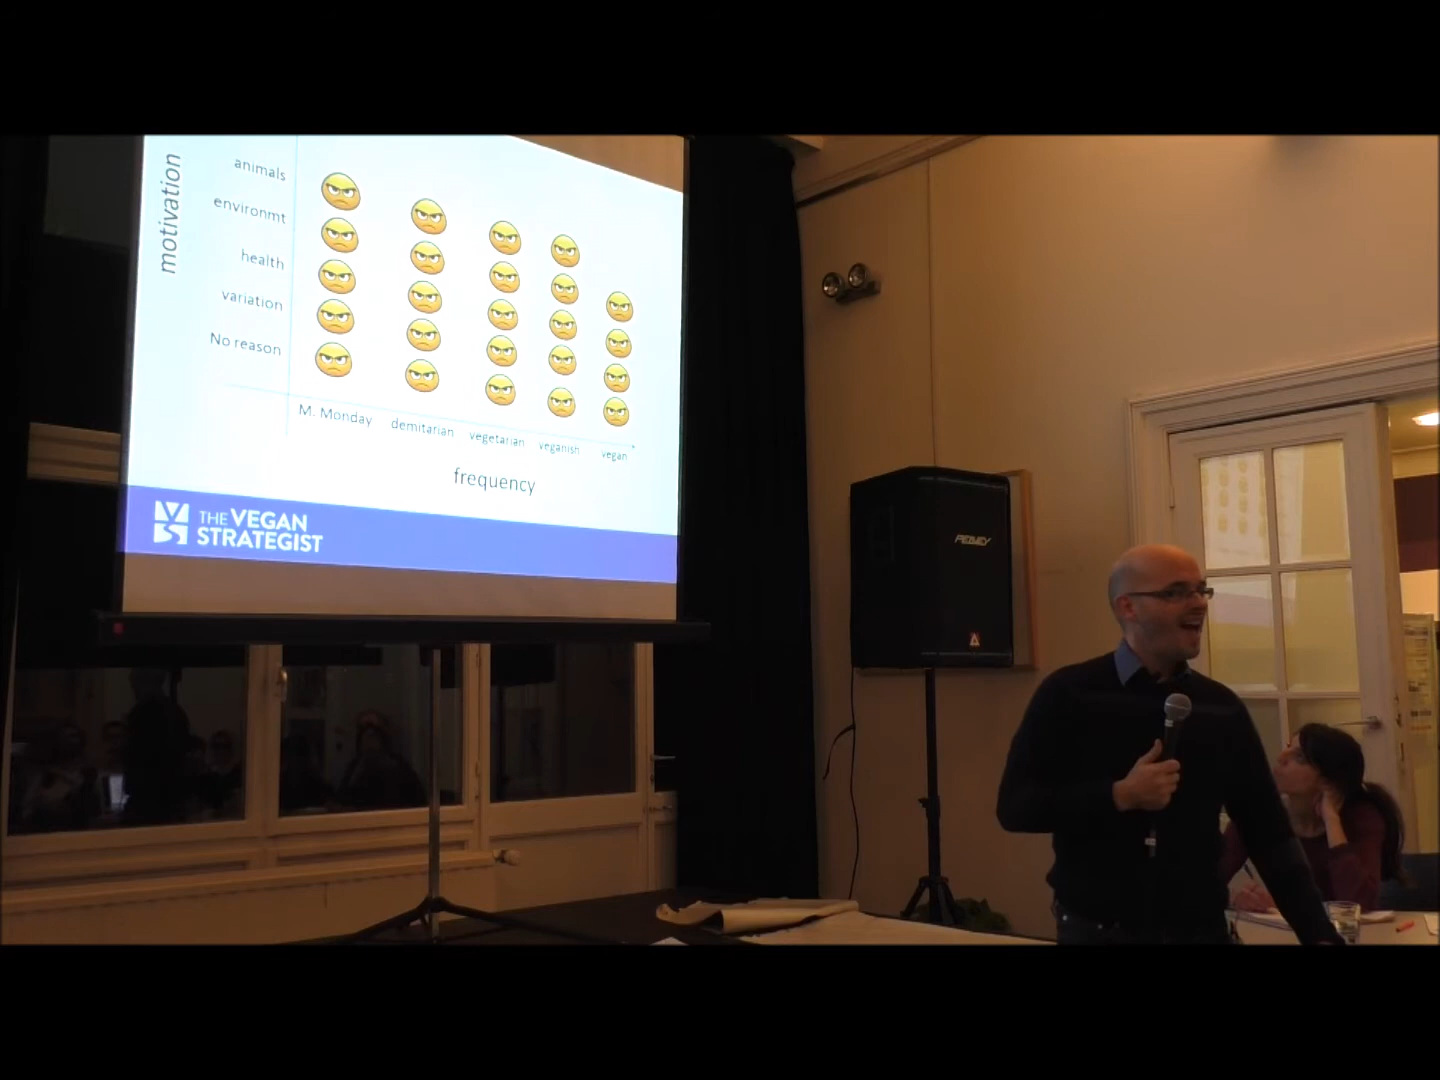 motivation
animals
environmt
health
variation
No reason
M. Monday
demitarian
vegetarian
veganish
vegan
frequency
THE VEGAN
STRATEGIST
PEAVEY